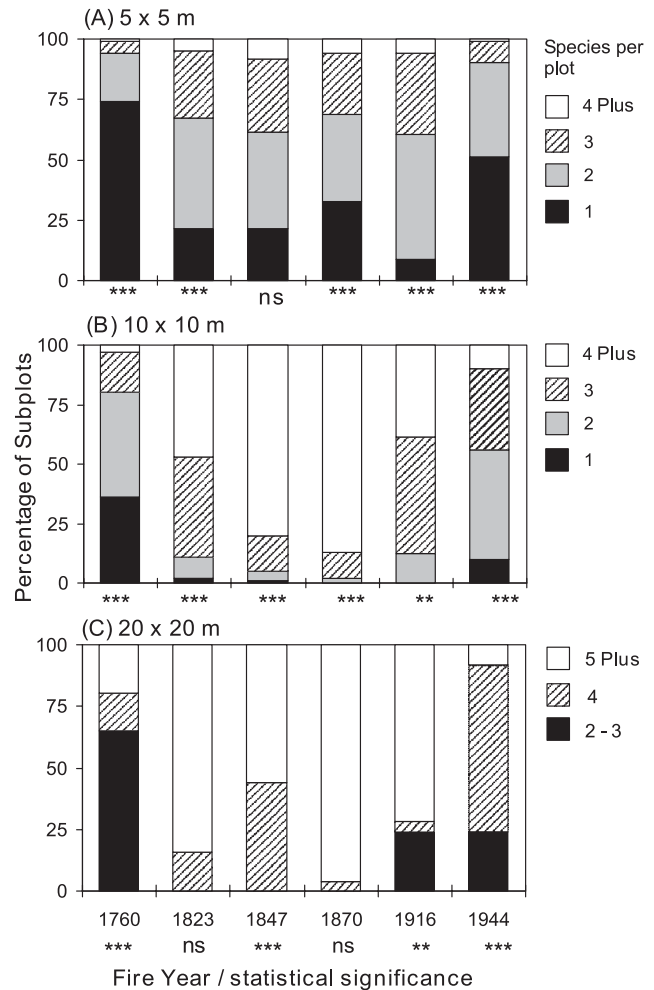 (A) 5 x 5 m
100
75
50
25
0
Species per
plot
4 Plus
3
2
1
*** *** ns *** *** ***
(B) 10 x 10 m
100
75
50
25
0
4 Plus
3
2
1
*** *** *** *** ** ***
Percentage of Subplots
(C) 20 x 20 m
100
75
50
25
0
5 Plus
4
2 - 3
1760 1823 1847 1870 1916 1944
*** ns *** ns ** ***
Fire Year / statistical significance